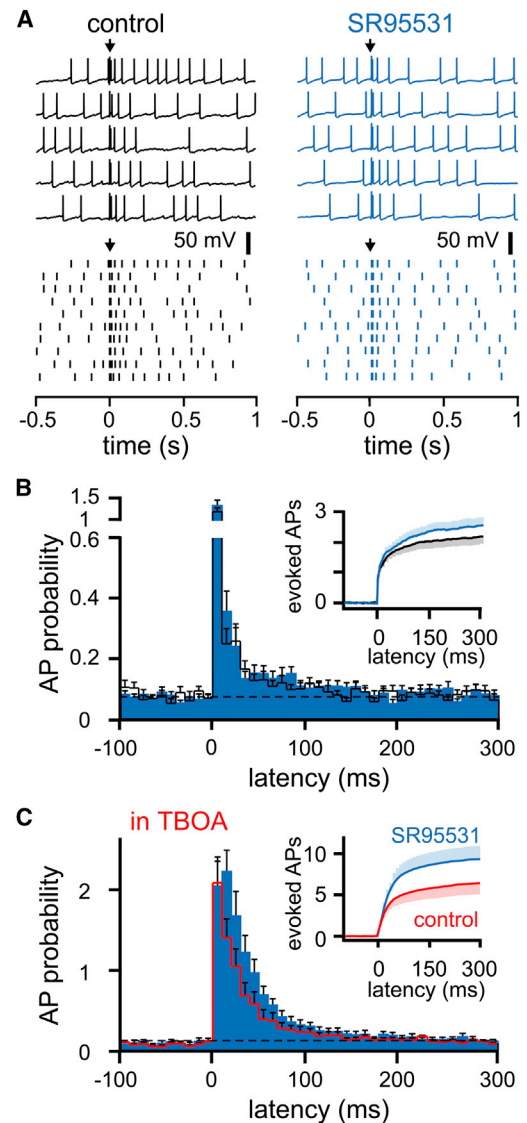 A
control
SR95531
50 mV
50 mV
-0.5 0 0.5 1
time (s)
-0.5 0 0.5 1
time (s)
B
1.5
1
0.6
0.4
0.2
0
AP probability
-100 0 100 200 300
latency (ms)
3
0
evoked APs
0 150 300
latency (ms)
C
in TBOA
2
1
0
AP probability
-100 0 100 200 300
latency (ms)
SR95531
control
10
5
0
evoked APs
0 150 300
latency (ms)